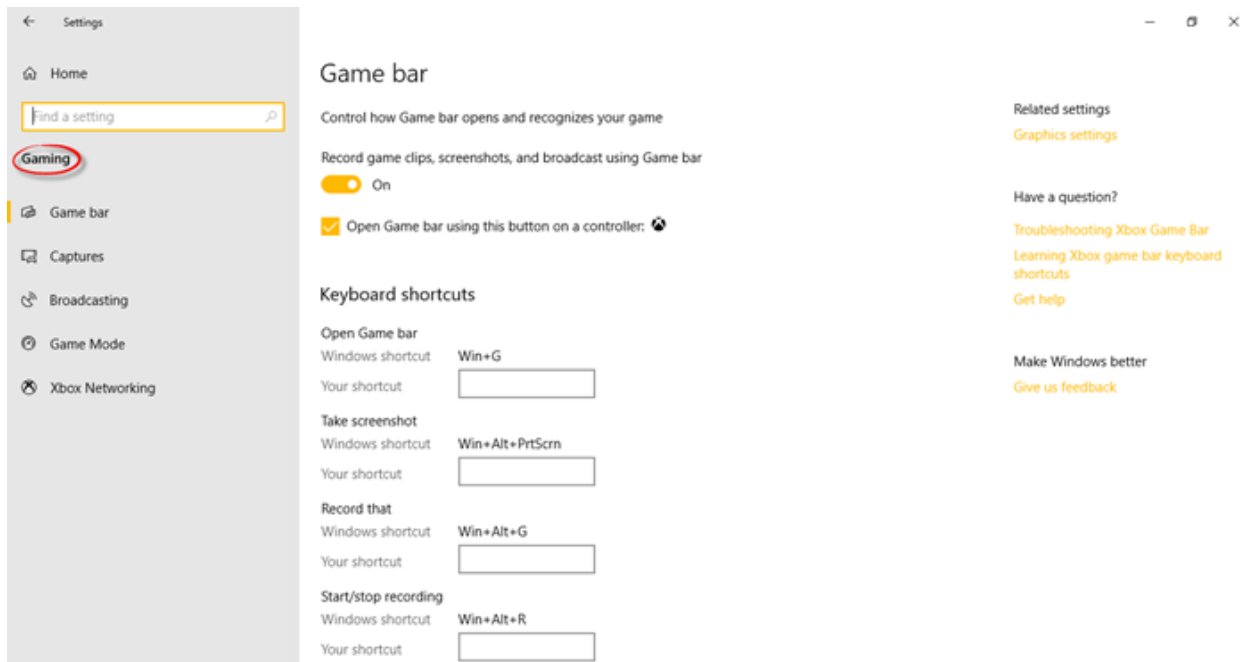 Settings
Home
Find a setting
Gaming
Game bar
Captures
Broadcasting
Game Mode
Xbox Networking
Game bar
Control how Game bar opens and recognizes your game
Record game clips, screenshots, and broadcast using Game bar
On
Open Game bar using this button on a controller:
Keyboard shortcuts
Open Game bar
Windows shortcut Win+G
Your shortcut
Take screenshot
Windows shortcut Win+Alt+PrtScrn
Your shortcut
Record that
Windows shortcut Win+Alt+G
Your shortcut
Start/stop recording
Windows shortcut Win+Alt+R
Your shortcut
Related settings
Graphics settings
Have a question?
Troubleshooting Xbox Game Bar
Learning Xbox game bar keyboard
shortcuts
Get help
Make Windows better
Give us feedback